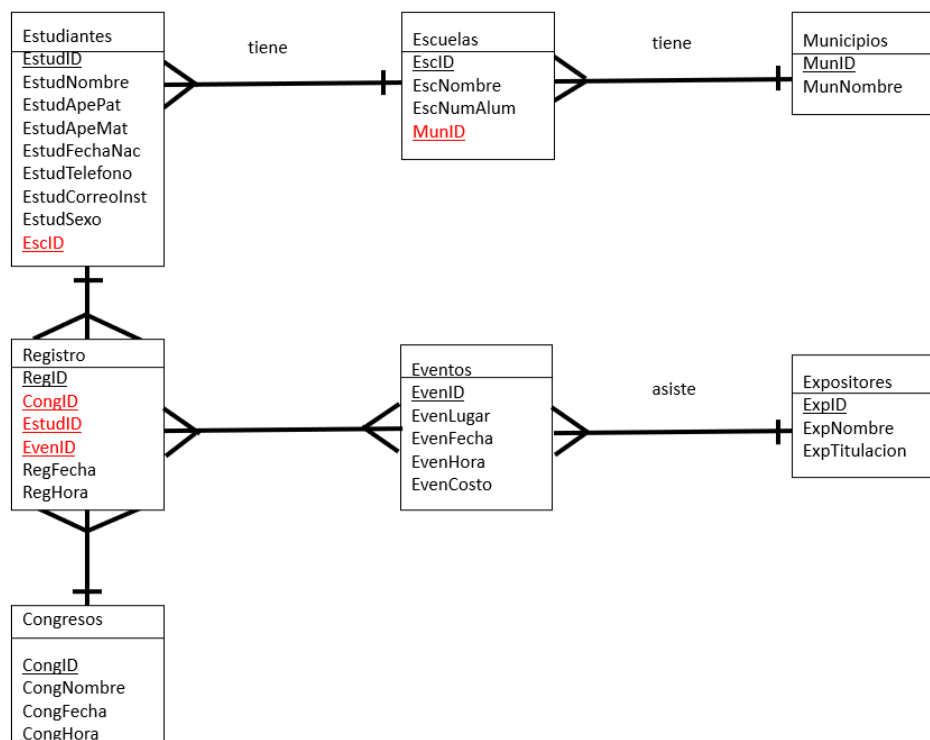 Estudiantes
EstudID
EstudNombre
EstudApePat
EstudApeMat
EstudFechaNac
EstudTelefono
EstudCorreoInst
EstudSexo
EscID
tiene
Escuelas
EscID
EscNombre
EscNumAlum
MunID
tiene
Municipios
MunID
MunNombre
Registro
RegID
CongID
EstudID
EvenID
RegFecha
RegHora
Eventos
EvenID
EvenLugar
EvenFecha
EvenHora
EvenCosto
asiste
Expositores
ExpID
ExpNombre
ExpTitulacion
Congresos
CongID
CongNombre
CongFecha
CongHora